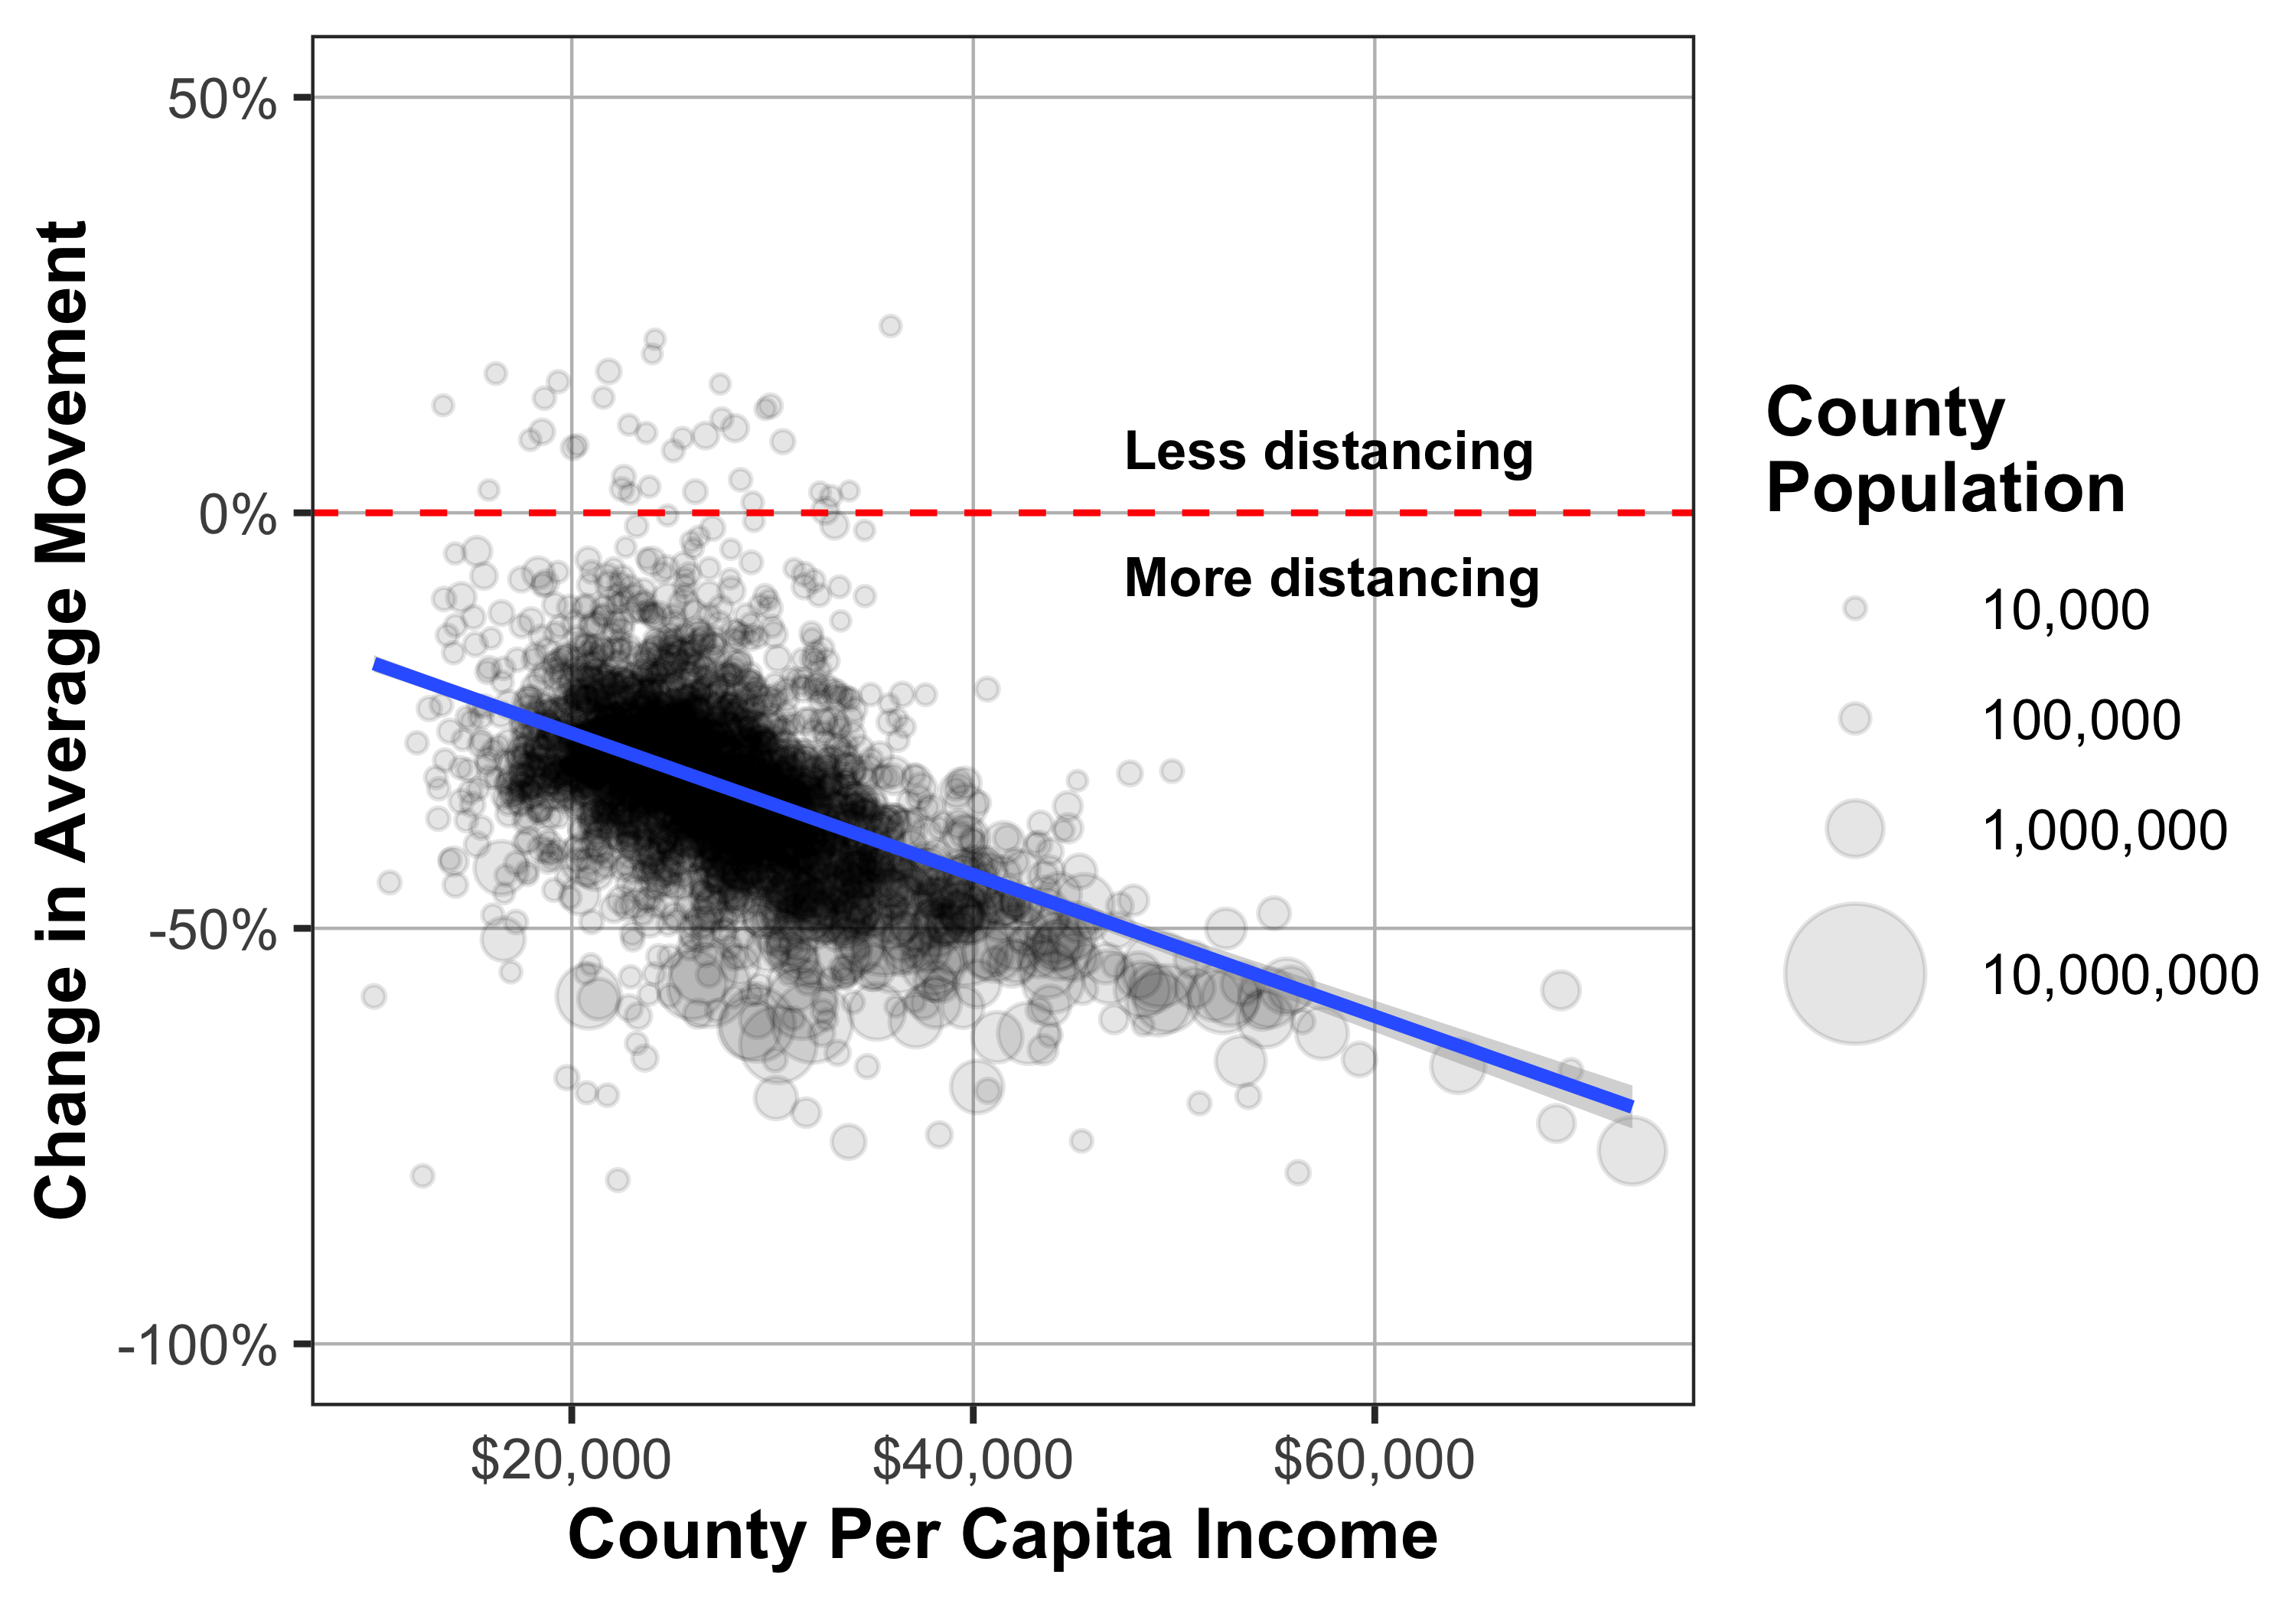 Change in Average Movement
50%
0%
-50%
-100%
Less distancing
More distancing
$20,000
$40,000
$60,000
County Per Capita Income
County
Population
10,000
100,000
1,000,000
10,000,000